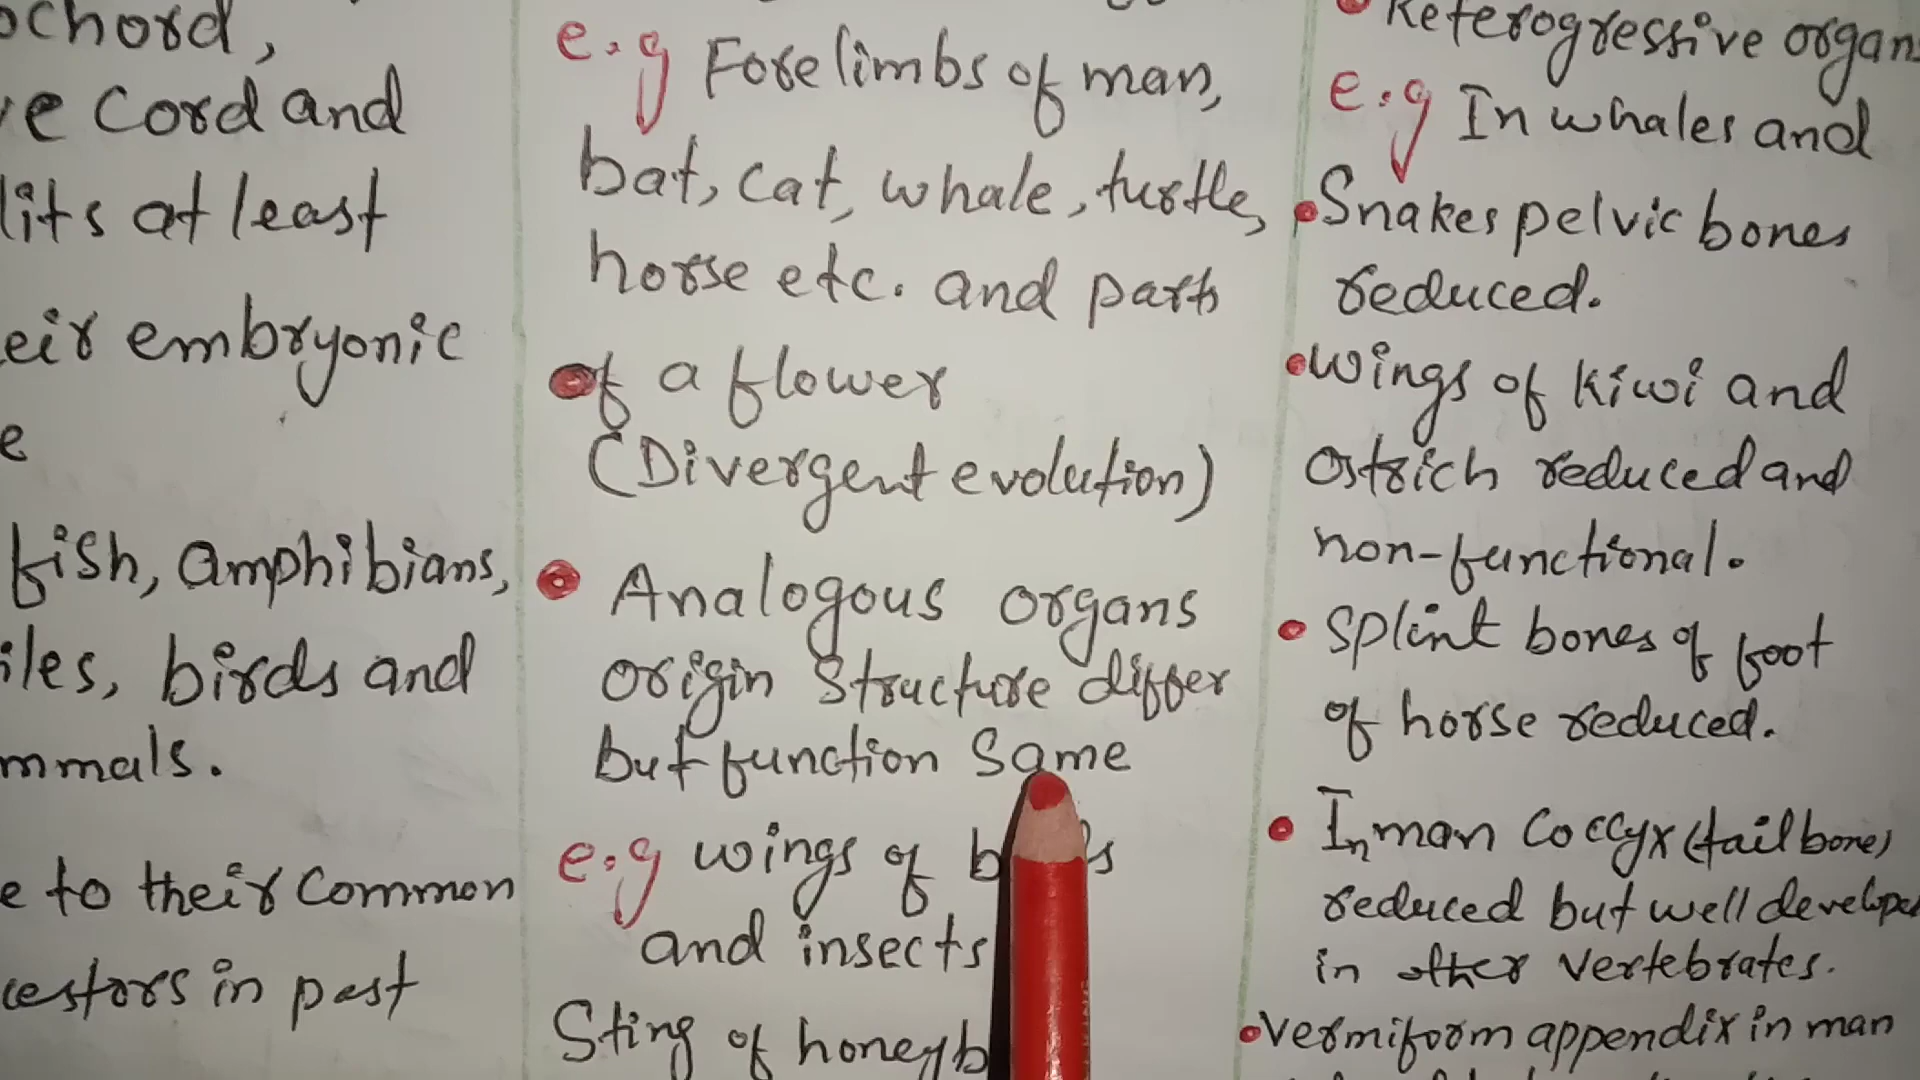 ochord,
e cord and
lits at least
eir embryonic
e
fish, amphibians,
iles, birds and
mmals.
e to their common
cestors in past
e.g Forelimbs of man,
bat, cat, whale, turtle,
horse etc. and parts
of a flower
(Divergent evolution)
Analogous organs
origin structure differ
but function same
e.g wings of b s
and insects
Sting of honeyb
Reterogressive organs
e.g In whales and
Snakes pelvic bones
reduced.
wings of kiwi and
ostrich reduced and
non-functional.
splint bones of foot
of horse reduced.
In man coccyx (tail bone)
reduced but well developed
in other vertebrates.
vermiform appendix in man